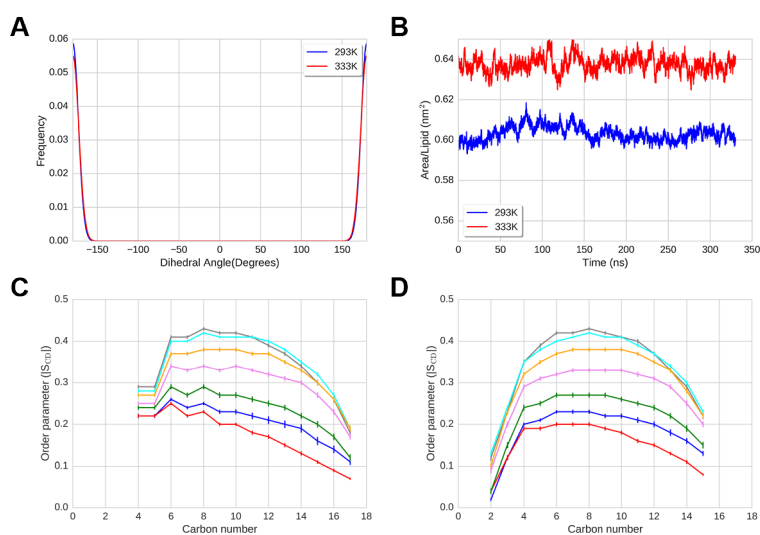 A
0.06
0.05
0.04
0.03
0.02
0.01
0.00
Frequency
293K
333K
−150 −100 −50 0 50 100 150
Dihedral Angle(Degrees)
B
0.64
0.60
0.56
0.52
Area/Lipid (nm²)
293K
333K
0 50 100 150 200 250 300 350
Time (ns)
C
0.5
0.4
0.3
0.2
0.1
0.0
Order parameter (|S_CD|)
0 2 4 6 8 10 12 14 16 18
Carbon number
D
0.5
0.4
0.3
0.2
0.1
0.0
Order parameter (|S_CD|)
0 2 4 6 8 10 12 14 16 18
Carbon number